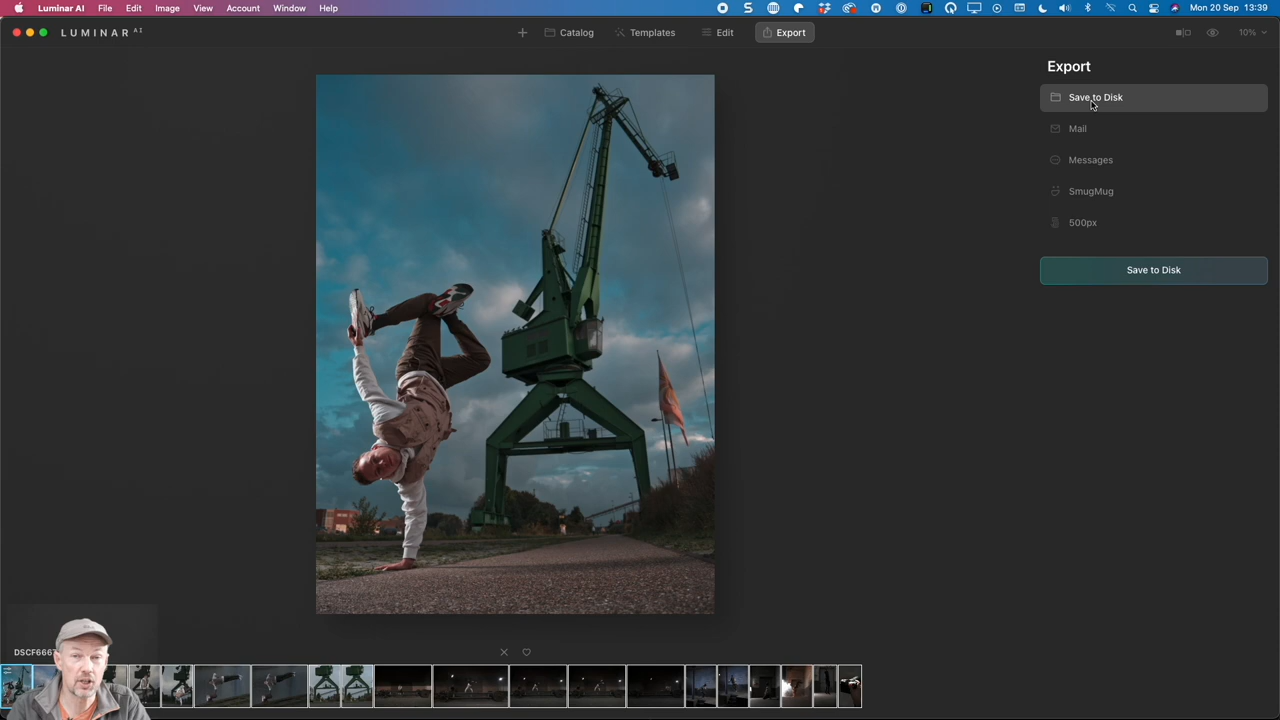 Luminar AI File Edit Image View Account Window Help Mon 20 Sep 13:39
LUMINAR AI
Catalog Templates Edit Export 10%
Export
Save to Disk
Mail
Messages
SmugMug
500px
Save to Disk